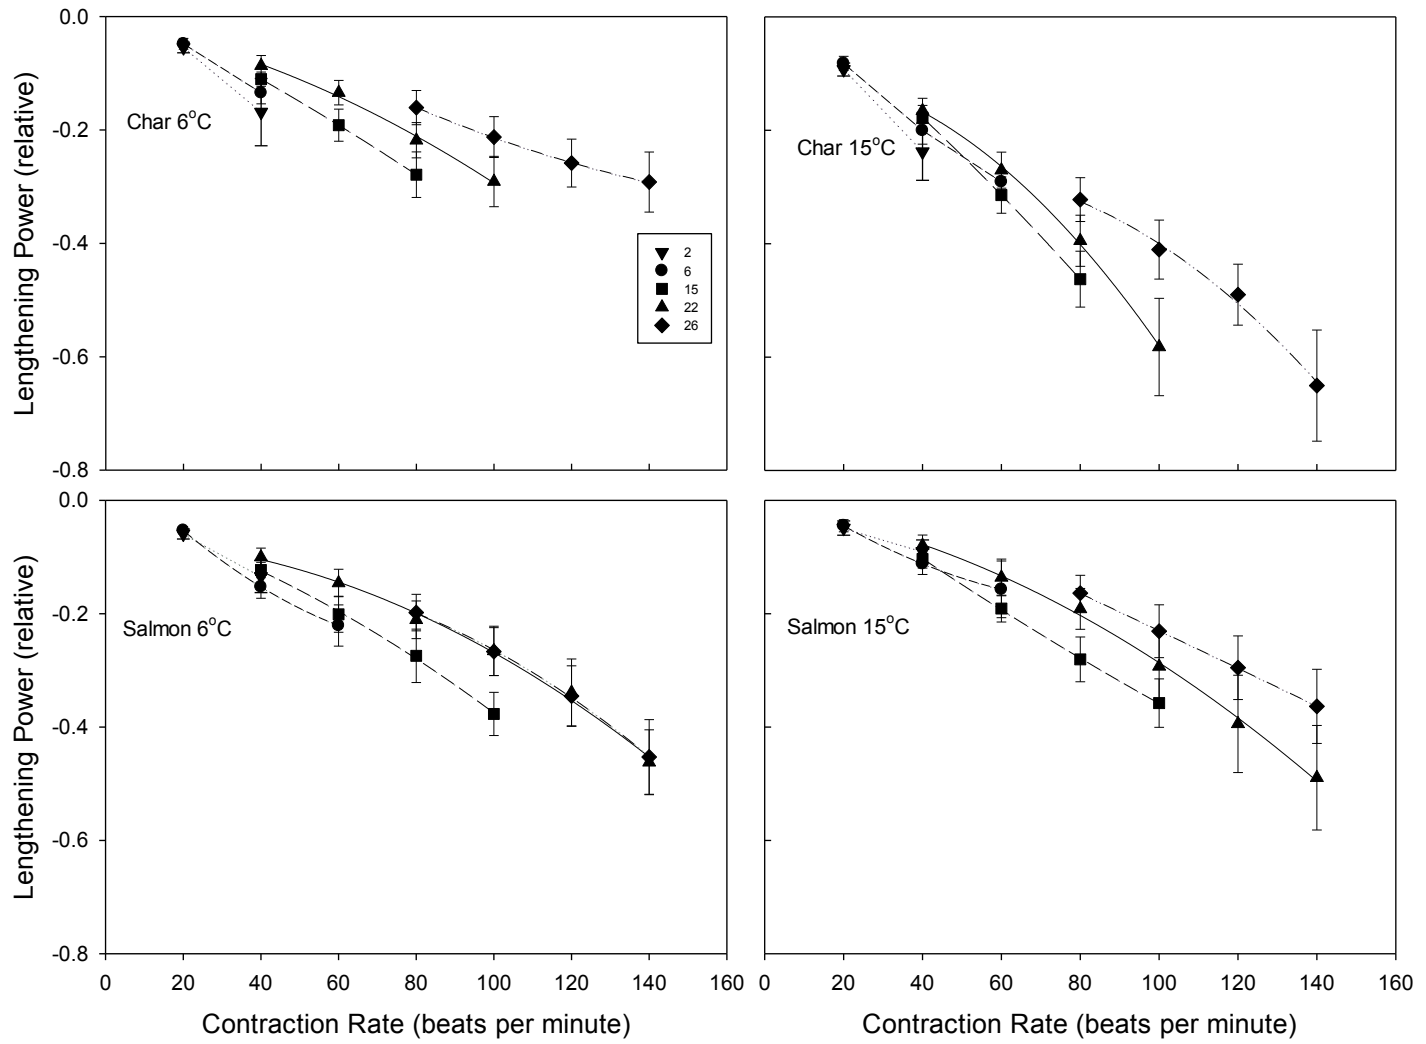 0.0
-0.2
-0.4
-0.6
-0.8
Lengthening Power (relative)
Char 6°C
2
6
15
22
26
Char 15°C
0.0
-0.2
-0.4
-0.6
-0.8
Lengthening Power (relative)
Salmon 6°C
Salmon 15°C
0 20 40 60 80 100 120 140 160
0 20 40 60 80 100 120 140 160
Contraction Rate (beats per minute)
Contraction Rate (beats per minute)